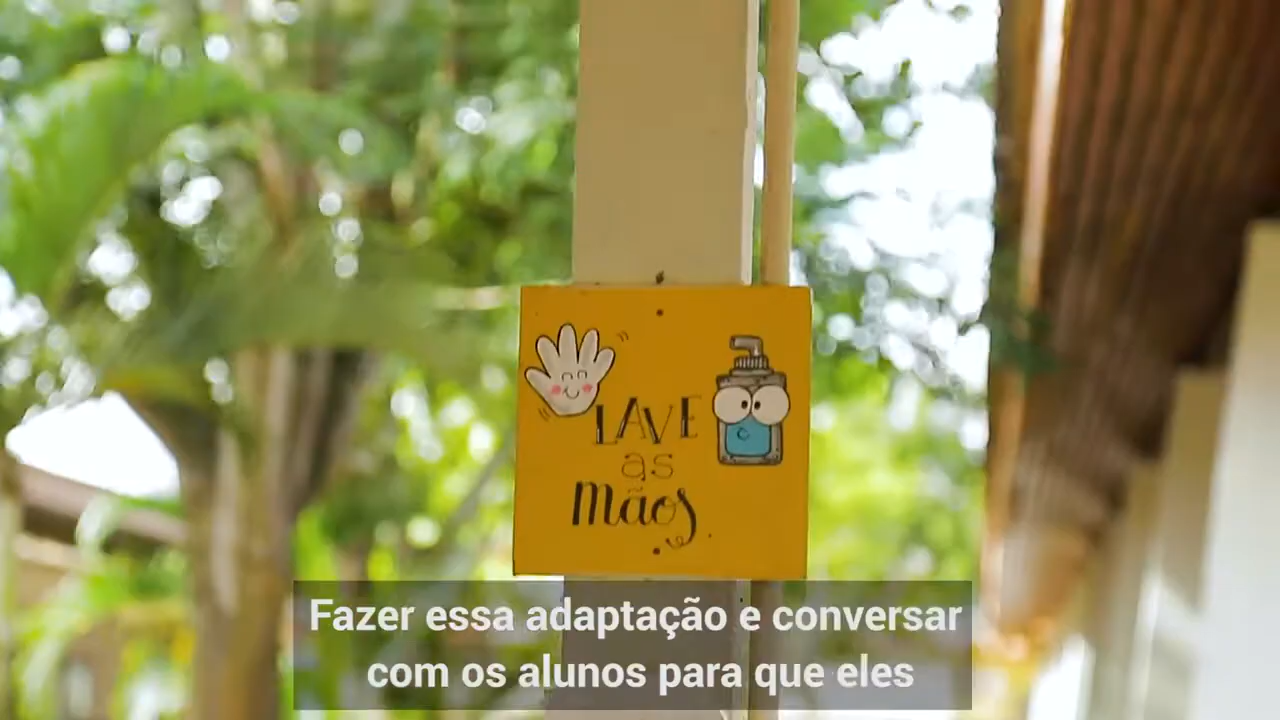 LAVE
as
mãos
Fazer essa adaptação e conversar
com os alunos para que eles